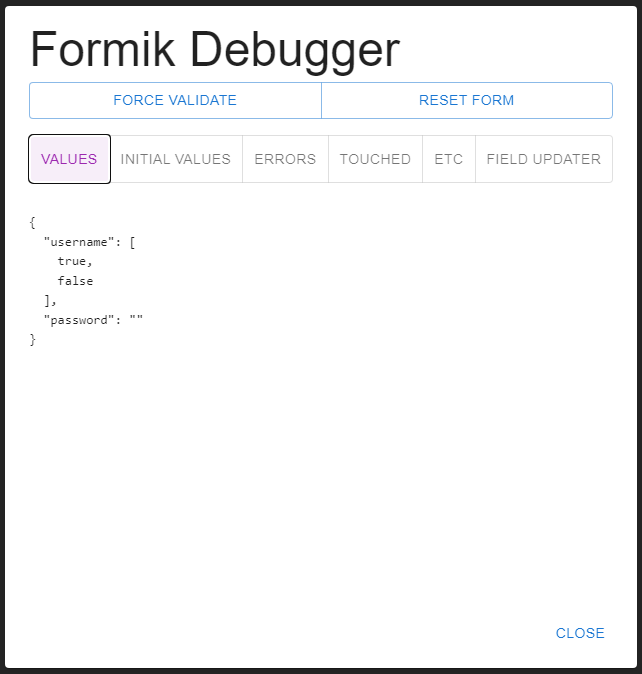 Formik Debugger
FORCE VALIDATE RESET FORM
VALUES INITIAL VALUES ERRORS TOUCHED ETC FIELD UPDATER
{
  "username": [
    true,
    false
  ],
  "password": ""
}
CLOSE